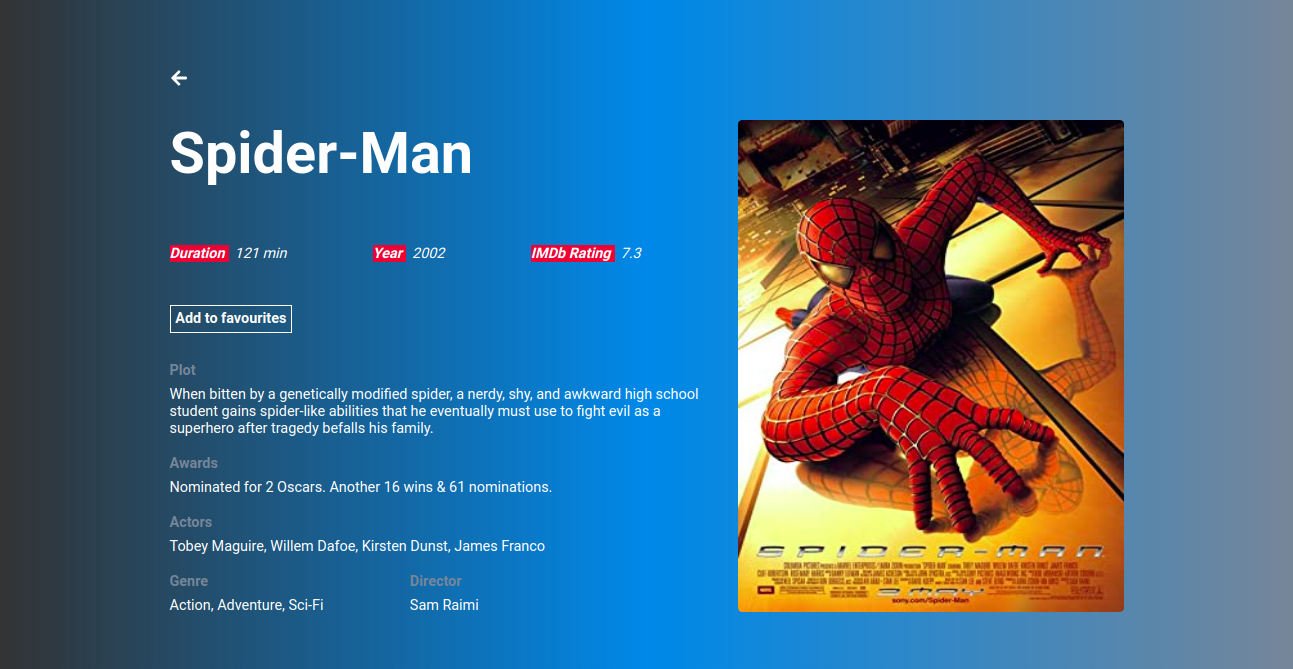 Spider-Man
Duration 121 min Year 2002 IMDb Rating 7.3
Add to favourites
Plot
When bitten by a genetically modified spider, a nerdy, shy, and awkward high school
student gains spider-like abilities that he eventually must use to fight evil as a
superhero after tragedy befalls his family.
Awards
Nominated for 2 Oscars. Another 16 wins & 61 nominations.
Actors
Tobey Maguire, Willem Dafoe, Kirsten Dunst, James Franco
Genre Director
Action, Adventure, Sci-Fi Sam Raimi
SPIDER-MAN
2 MAY
sony.com/Spider-Man